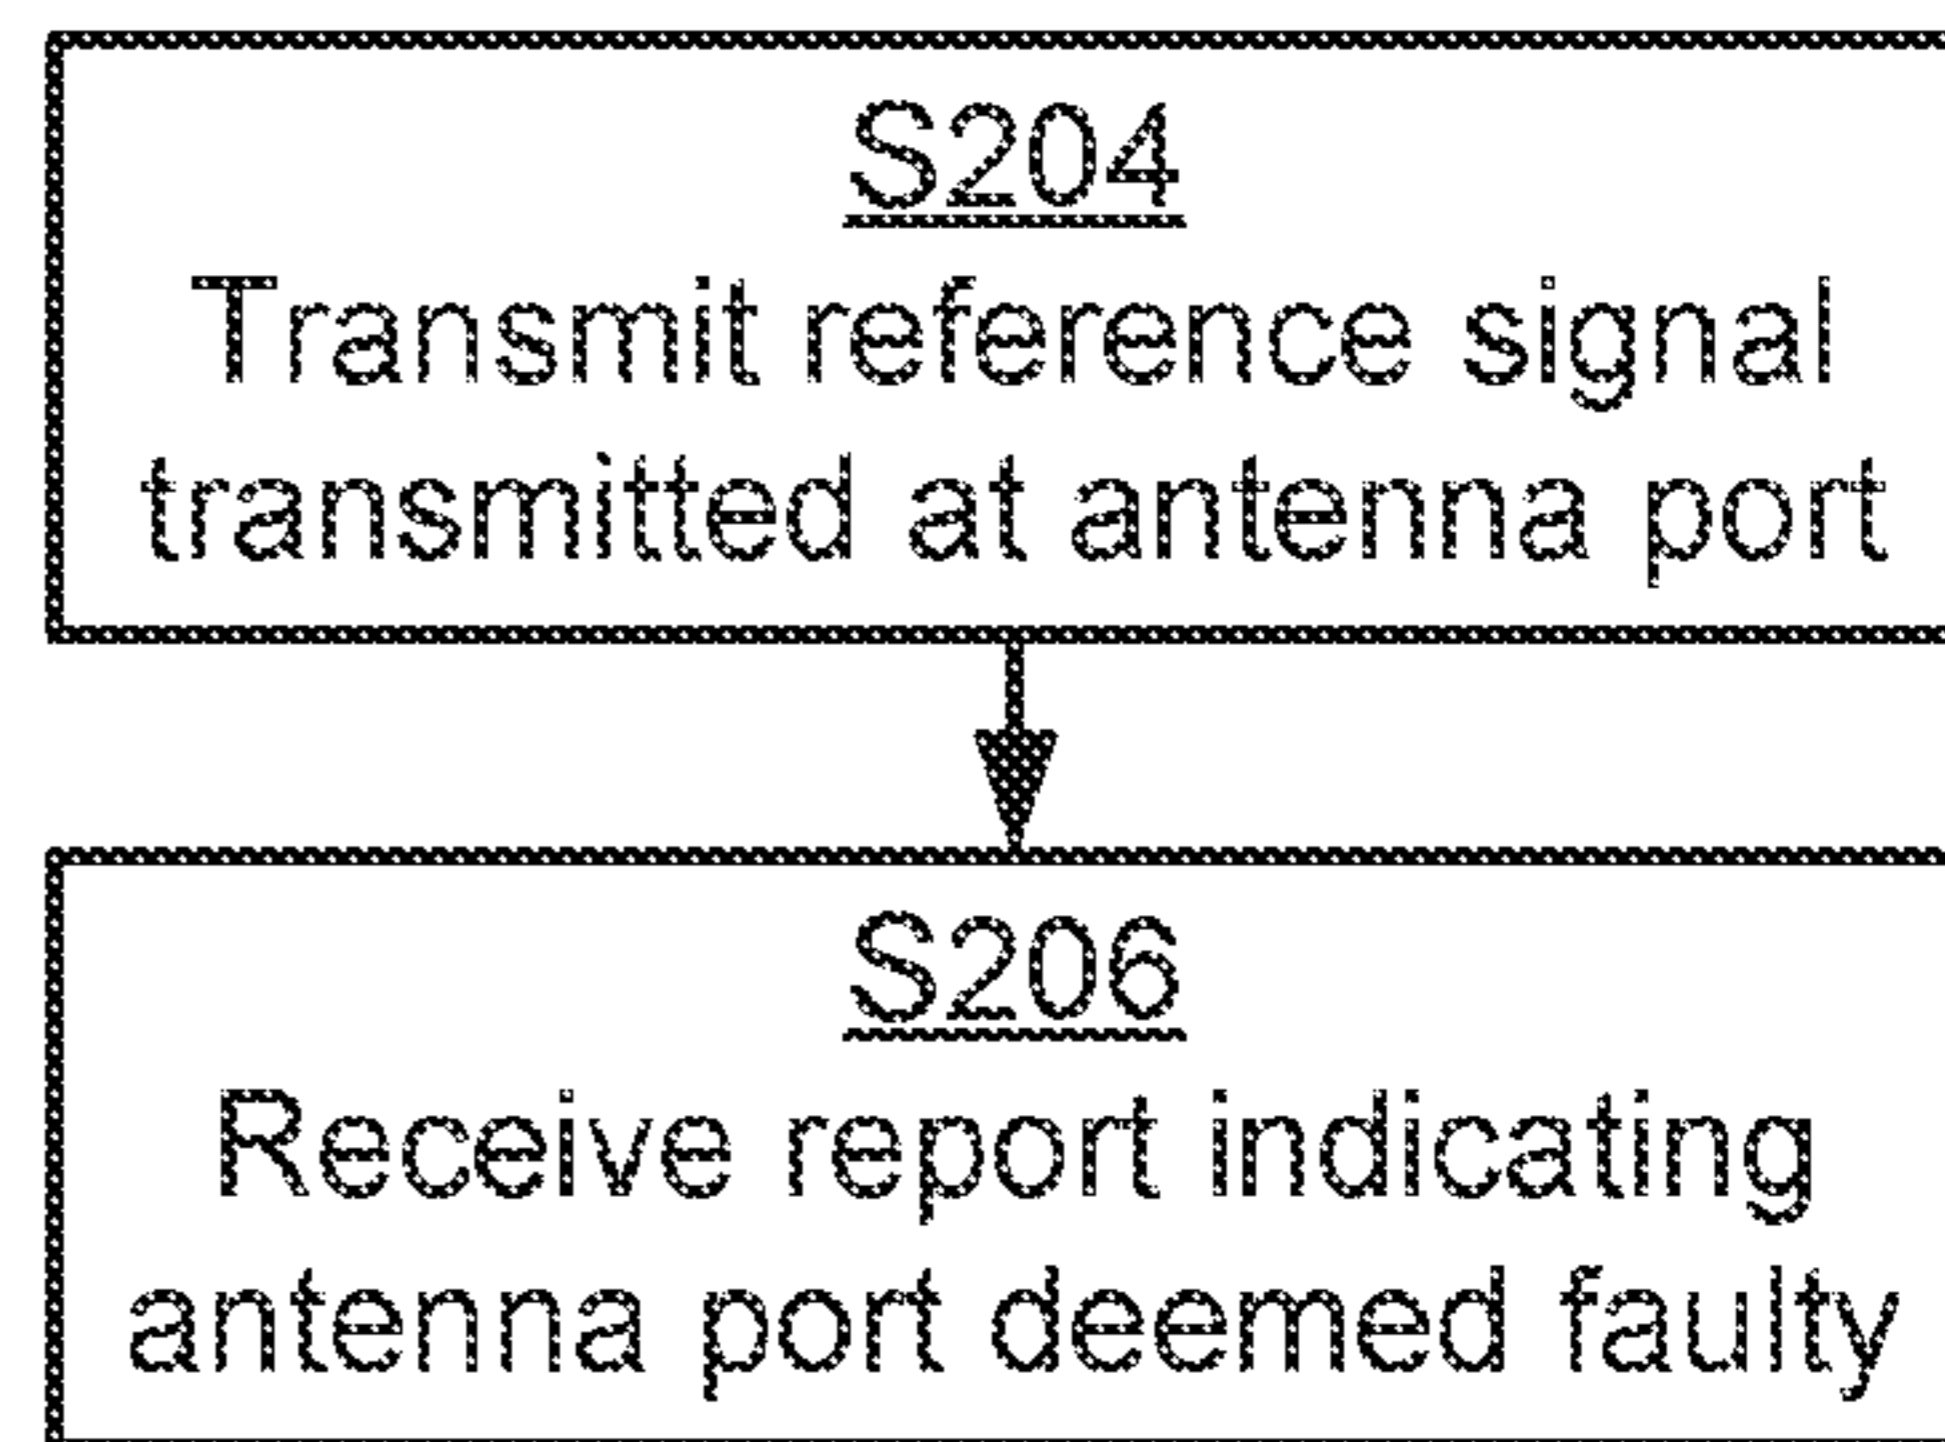 S204
Transmit reference signal
transmitted at antenna port
S206
Receive report indicating
antenna port deemed faulty